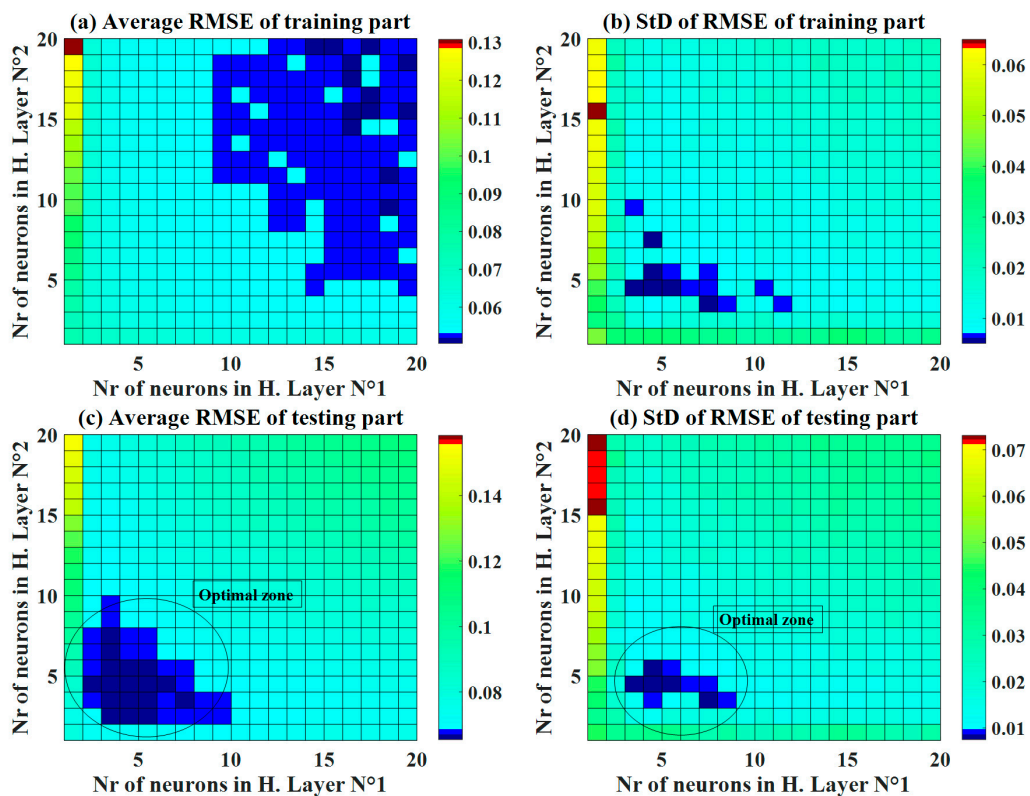 (a) Average RMSE of training part
Nr of neurons in H. Layer N°2
20
15
10
5
5 10 15 20
Nr of neurons in H. Layer N°1
0.13
0.12
0.11
0.1
0.09
0.08
0.07
0.06
(b) StD of RMSE of training part
Nr of neurons in H. Layer N°2
20
15
10
5
5 10 15 20
Nr of neurons in H. Layer N°1
0.06
0.05
0.04
0.03
0.02
0.01
(c) Average RMSE of testing part
Nr of neurons in H. Layer N°2
20
15
10
5
Optimal zone
5 10 15 20
Nr of neurons in H. Layer N°1
0.14
0.12
0.1
0.08
(d) StD of RMSE of testing part
Nr of neurons in H. Layer N°2
20
15
10
5
Optimal zone
5 10 15 20
Nr of neurons in H. Layer N°1
0.07
0.06
0.05
0.04
0.03
0.02
0.01